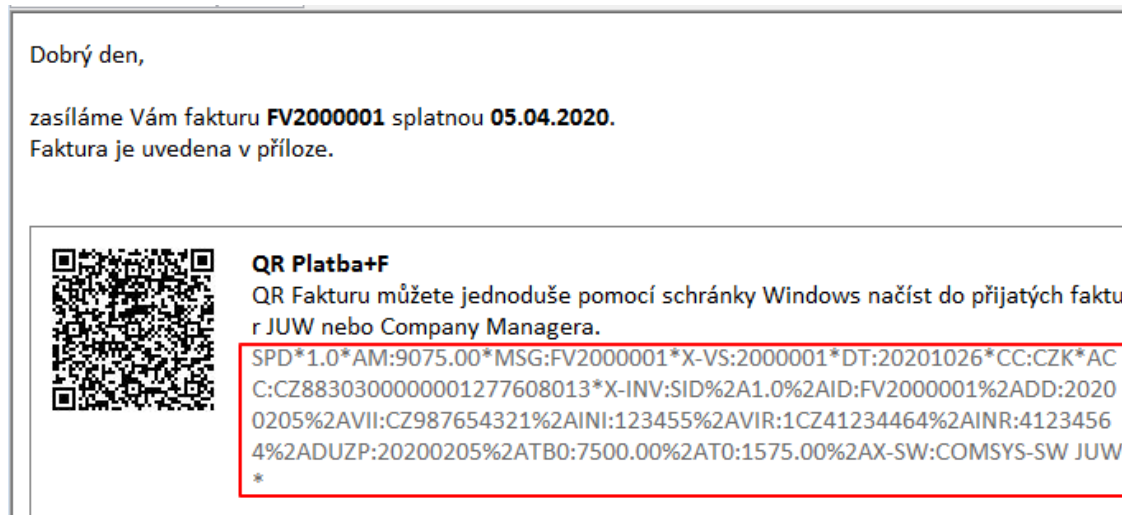 Dobrý den,
zasíláme Vám fakturu FV2000001 splatnou 05.04.2020.
Faktura je uvedena v příloze.
QR Platba+F
QR Fakturu můžete jednoduše pomocí schránky Windows načíst do přijatých faktu
r JUW nebo Company Managera.
SPD*1.0*AM:9075.00*MSG:FV2000001*X-VS:2000001*DT:20201026*CC:CZK*AC
C:CZ8830300000001277608013*X-INV:SID%2A1.0%2AID:FV2000001%2ADD:2020
0205%2AVII:CZ987654321%2AINI:123455%2AVIR:1CZ41234464%2AINR:4123456
4%2ADUZP:20200205%2ATB0:7500.00%2AT0:1575.00%2AX-SW:COMSYS-SW JUW
*